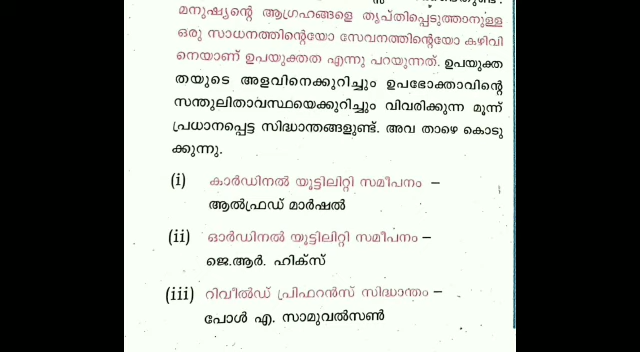 മനുഷ്യന്റെ ആഗ്രഹങ്ങളെ തൃപ്തിപ്പെടുത്താനുള്ള
ഒരു സാധനത്തിന്റെയോ സേവനത്തിന്റെയോ കഴിവി
നെയാണ് ഉപയുക്തത എന്നു പറയുന്നത്. ഉപയുക്ത
തയുടെ അളവിനെക്കുറിച്ചും ഉപഭോക്താവിന്റെ
സന്തുലിതാവസ്ഥയെക്കുറിച്ചും വിവരിക്കുന്ന മൂന്ന്
പ്രധാനപ്പെട്ട സിദ്ധാന്തങ്ങളുണ്ട്. അവ താഴെ കൊടു
ക്കുന്നു.
(i) കാർഡിനൽ യൂട്ടിലിറ്റി സമീപനം –
ആൽഫ്രഡ് മാർഷൽ
(ii) ഓർഡിനൽ യൂട്ടിലിറ്റി സമീപനം –
ജെ.ആർ. ഹിക്സ്
(iii) റിവീൽഡ് പ്രിഫറൻസ് സിദ്ധാന്തം –
പോൾ എ. സാമുവൽസൺ